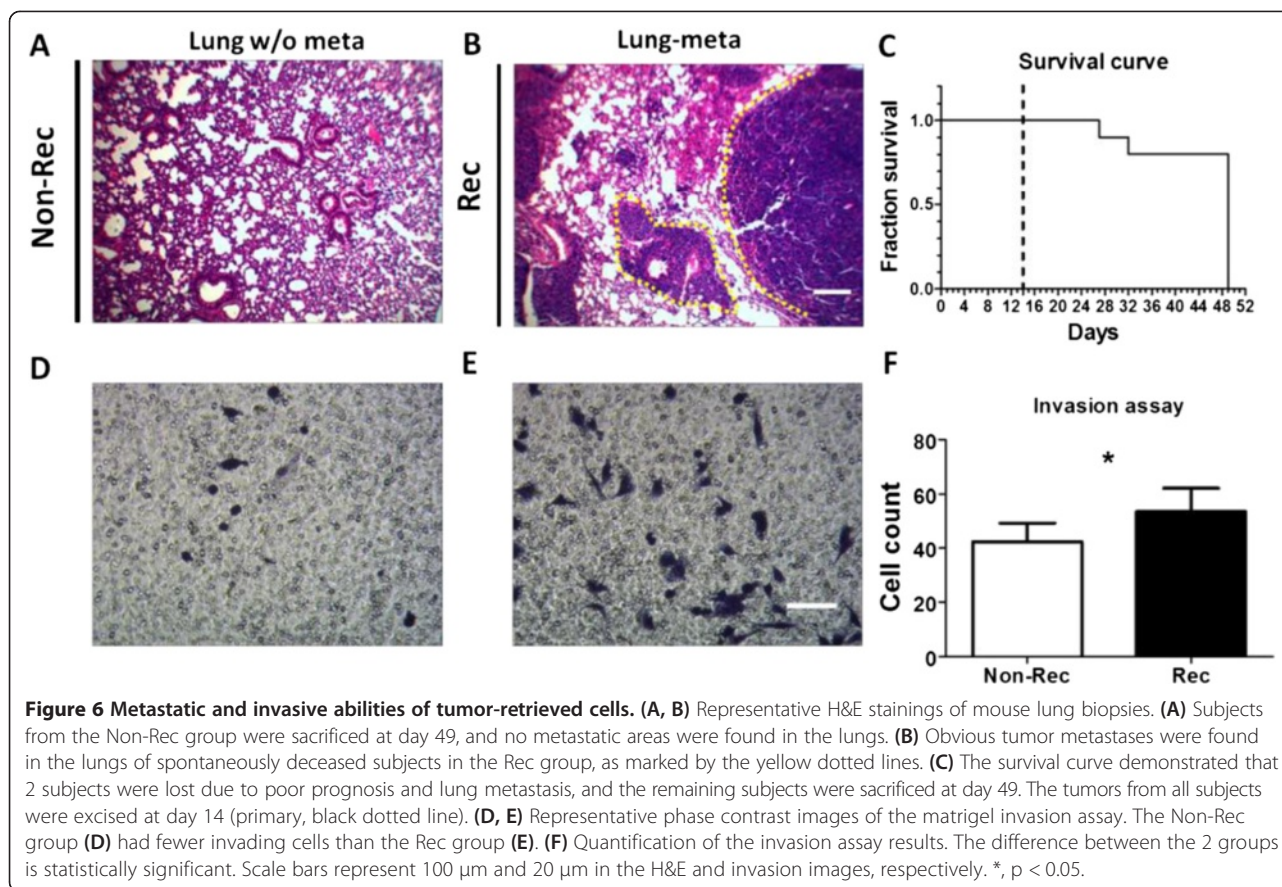 A
Lung w/o meta
Non-Rec
B
Lung-meta
Rec
C
Survival curve
Fraction survival
1.0
0.5
0.0
0 4 8 12 16 20 24 28 32 36 40 44 48 52
Days
D
E
F
Invasion assay
Cell count
80
60
40
20
0
Non-Rec Rec
*
Figure 6 Metastatic and invasive abilities of tumor-retrieved cells. (A, B) Representative H&E stainings of mouse lung biopsies. (A) Subjects
from the Non-Rec group were sacrificed at day 49, and no metastatic areas were found in the lungs. (B) Obvious tumor metastases were found
in the lungs of spontaneously deceased subjects in the Rec group, as marked by the yellow dotted lines. (C) The survival curve demonstrated that
2 subjects were lost due to poor prognosis and lung metastasis, and the remaining subjects were sacrificed at day 49. The tumors from all subjects
were excised at day 14 (primary, black dotted line). (D, E) Representative phase contrast images of the matrigel invasion assay. The Non-Rec
group (D) had fewer invading cells than the Rec group (E). (F) Quantification of the invasion assay results. The difference between the 2 groups
is statistically significant. Scale bars represent 100 μm and 20 μm in the H&E and invasion images, respectively. *, p < 0.05.